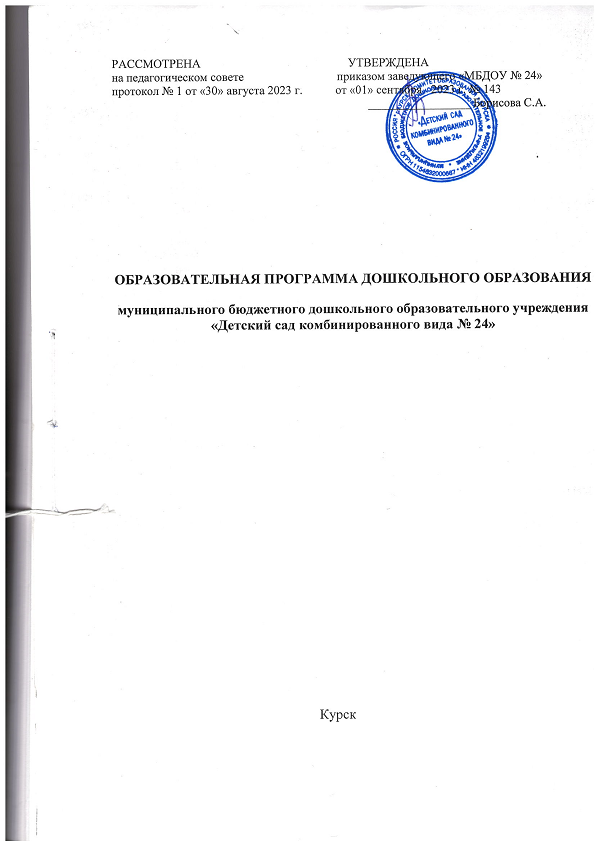 РАССМОТРЕНА
на педагогическом совете
протокол № 1 от «30» августа 2023 г.
УТВЕРЖДЕНА
приказом заведующего «МБДОУ № 24»
от «01» сентября 2023 г. № 143
Борисова С.А.
«ДЕТСКИЙ САД
КОМБИНИРОВАННОГО
ВИДА № 24»
ОБРАЗОВАТЕЛЬНАЯ ПРОГРАММА ДОШКОЛЬНОГО ОБРАЗОВАНИЯ
муниципального бюджетного дошкольного образовательного учреждения
«Детский сад комбинированного вида № 24»
Курск